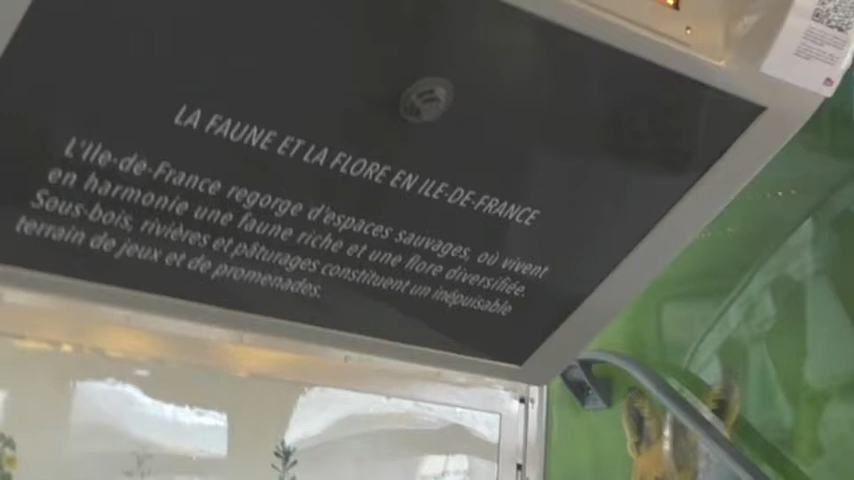 LA FAUNE ET LA FLORE EN ILE-DE-FRANCE
L'Ile-de-France regorge d'espaces sauvages, où vivent
en harmonie une faune riche et une flore diversifiée.
Sous-bois, rivières et pâturages constituent un inépuisable
terrain de jeux et de promenades.